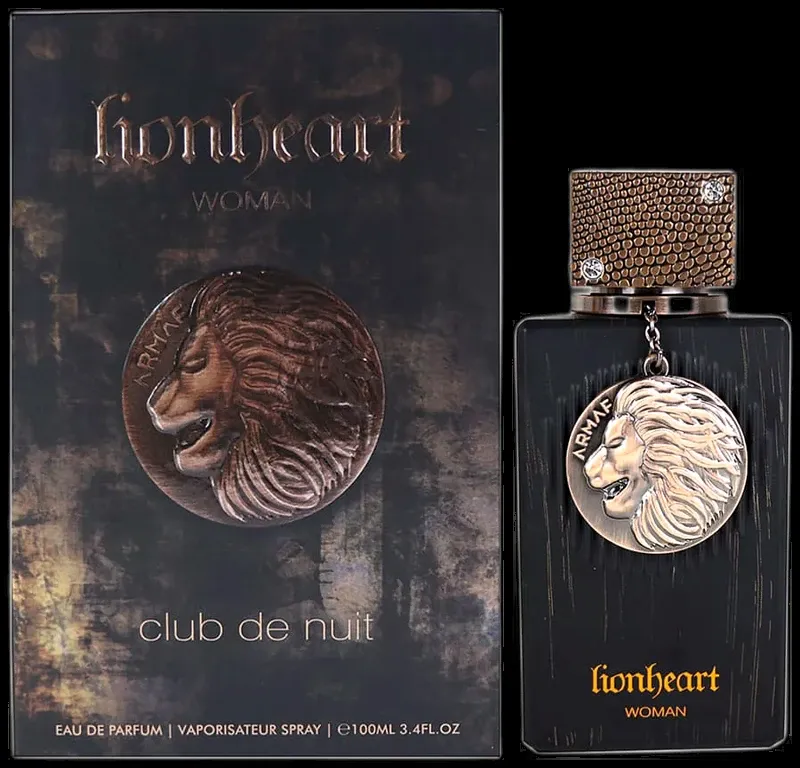 lionheart
WOMAN
ARMAF
club de nuit
EAU DE PARFUM | VAPORISATEUR SPRAY | ℮100ML 3.4FL.OZ
ARMAF
lionheart
WOMAN